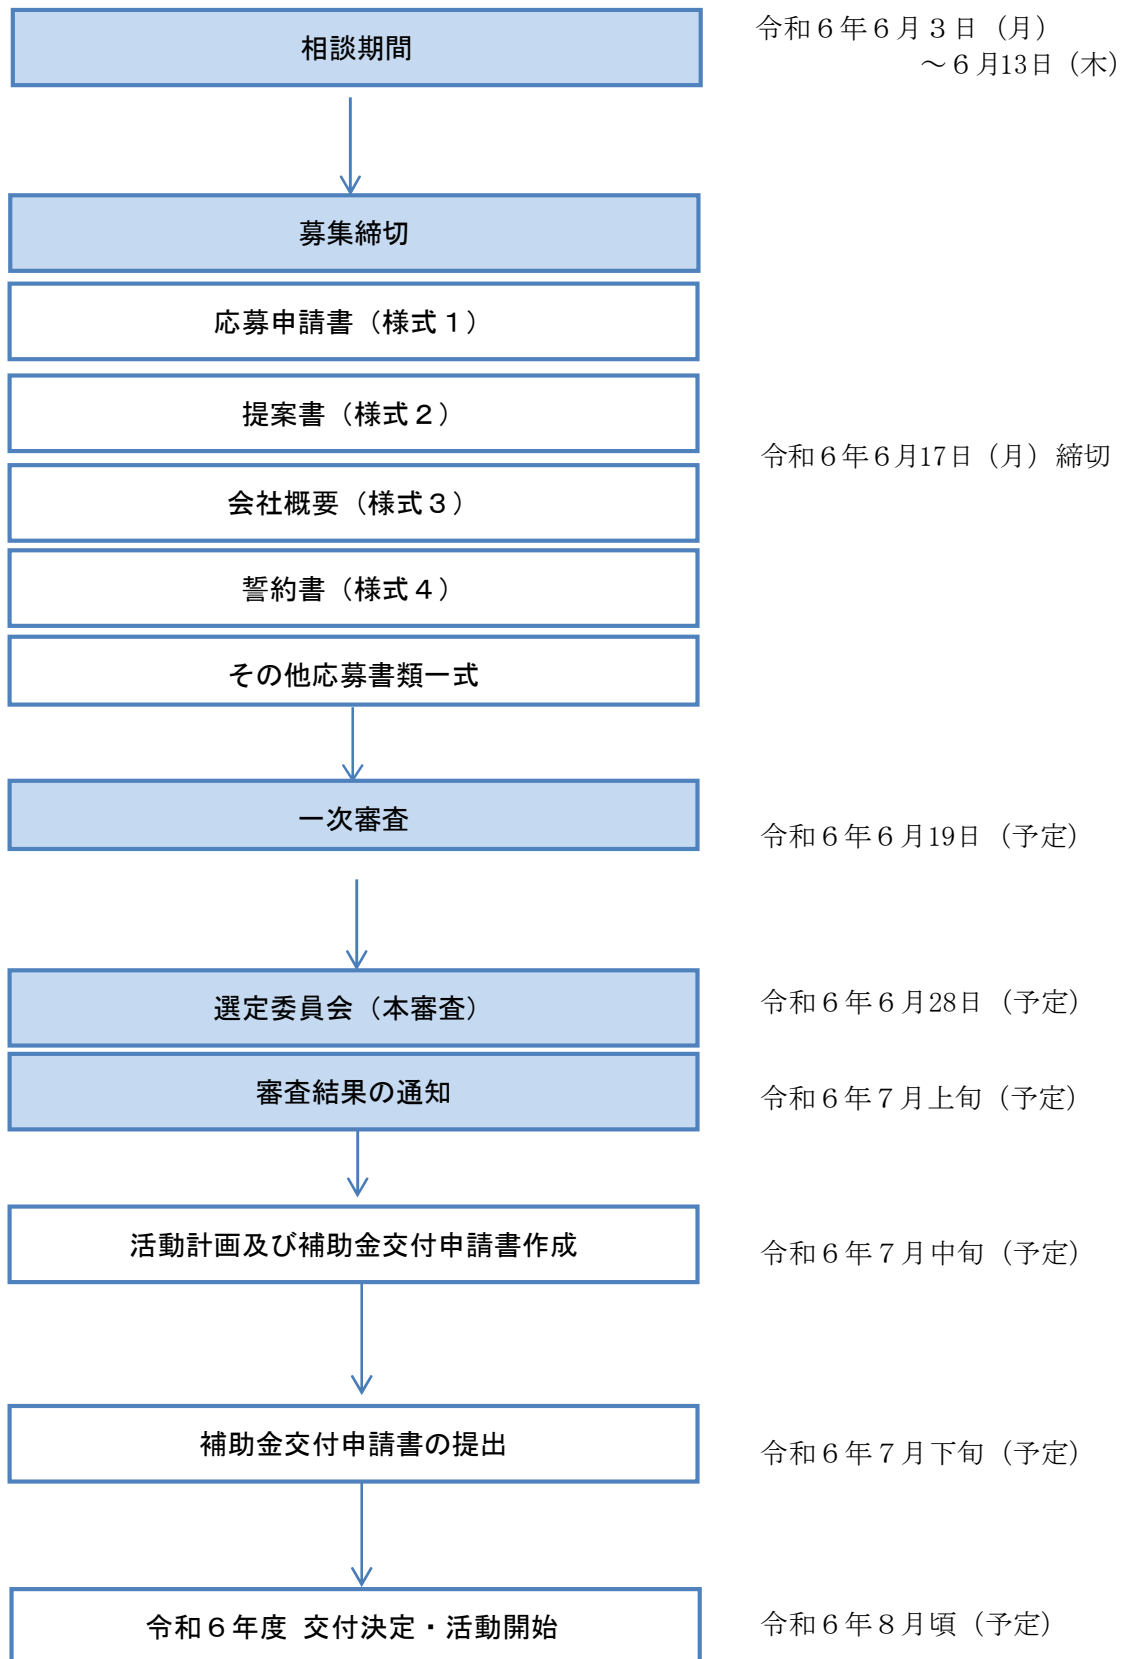 相談期間
令和６年６月３日（月）
～６月13日（木）
募集締切
応募申請書（様式１）
提案書（様式２）
令和６年６月17日（月）締切
会社概要（様式３）
誓約書（様式４）
その他応募書類一式
一次審査
令和６年６月19日（予定）
選定委員会（本審査）
令和６年６月28日（予定）
審査結果の通知
令和６年７月上旬（予定）
活動計画及び補助金交付申請書作成
令和６年７月中旬（予定）
補助金交付申請書の提出
令和６年７月下旬（予定）
令和６年度 交付決定・活動開始
令和６年８月頃（予定）